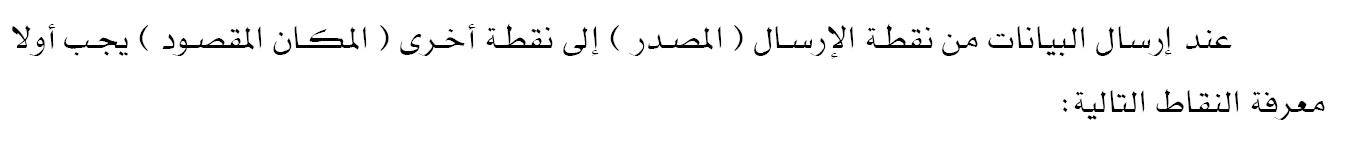 عند إرسال البيانات من نقطة الإرسال ( المصدر ) إلى نقطة أخرى ( المكان المقصود ) يجب أولا
معرفة النقاط التالية: